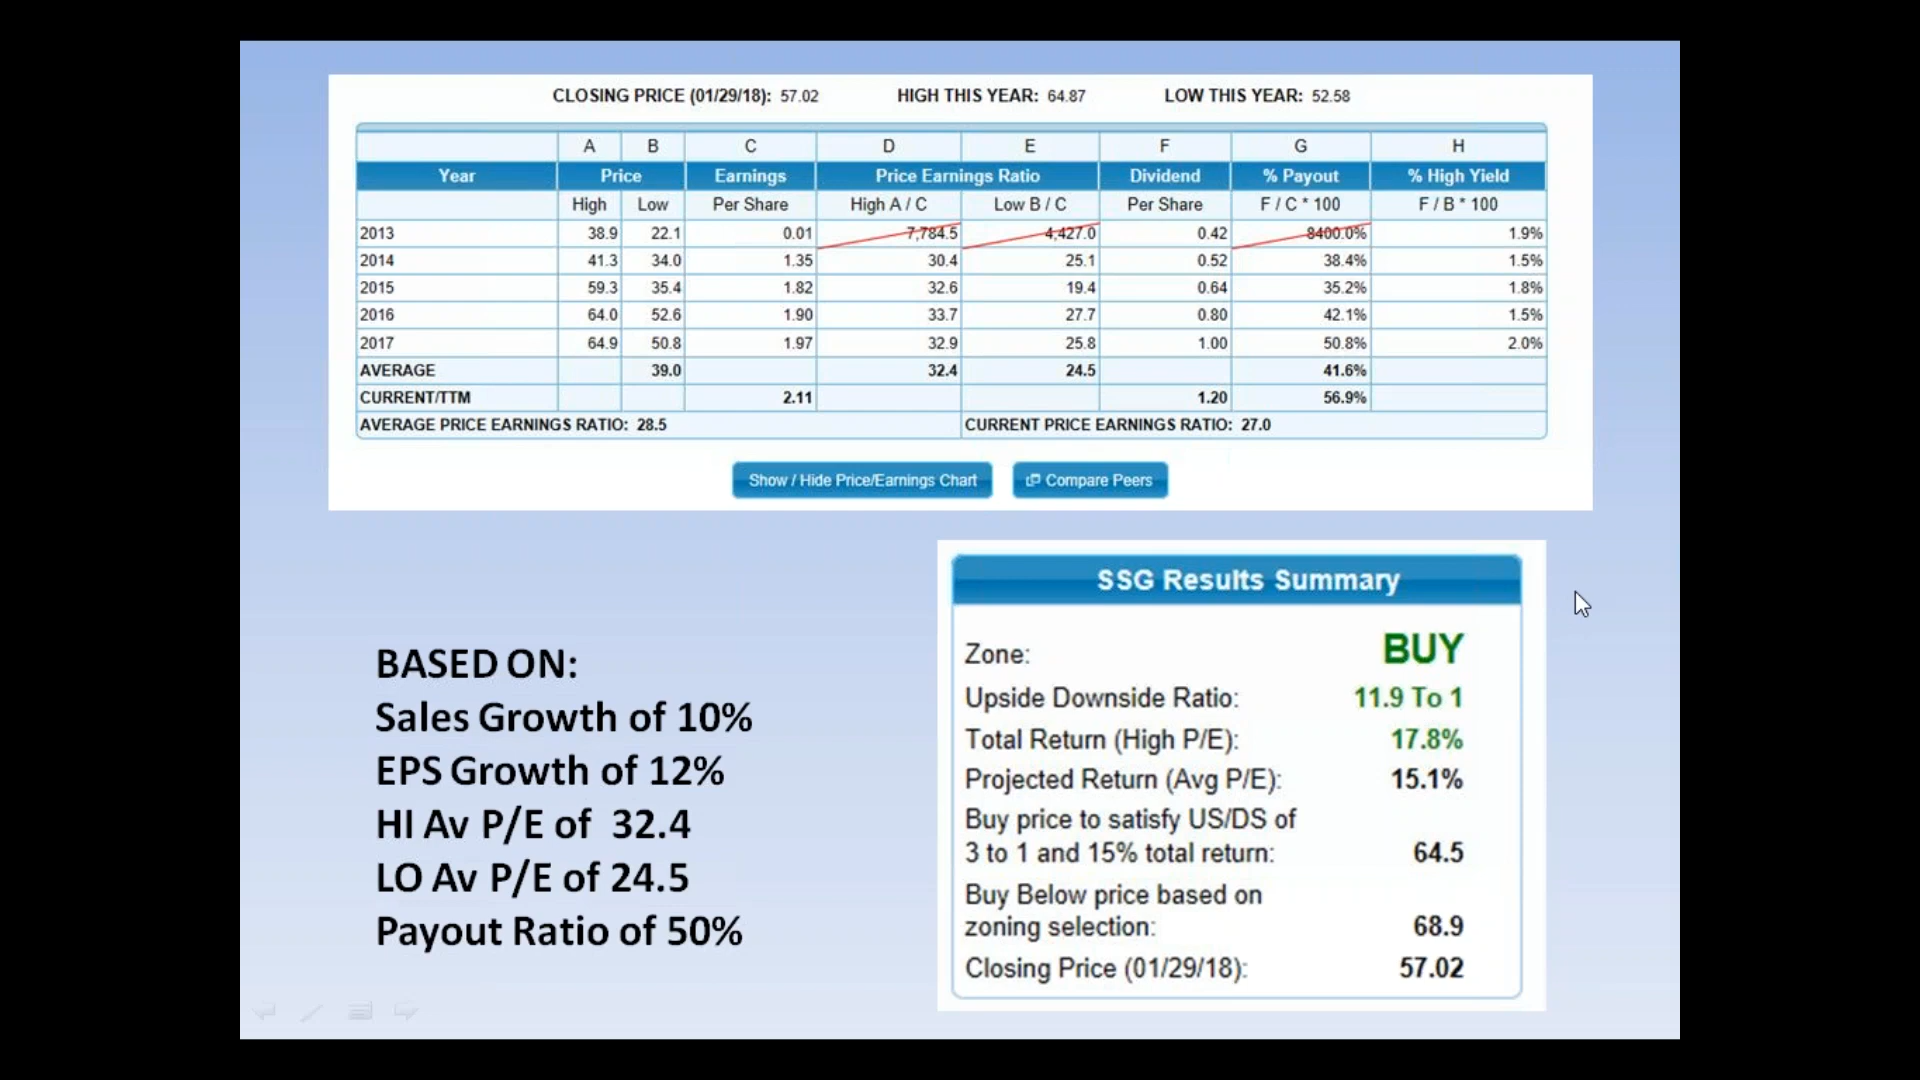 CLOSING PRICE (01/29/18): 57.02 HIGH THIS YEAR: 64.87 LOW THIS YEAR: 52.58
A B C D E F G H
Year Price Earnings Price Earnings Ratio Dividend % Payout % High Yield
High Low Per Share High A / C Low B / C Per Share F / C * 100 F / B * 100
2013 38.9 22.1 0.01 7,784.5 4,427.0 0.42 8400.0% 1.9%
2014 41.3 34.0 1.35 30.4 25.1 0.52 38.4% 1.5%
2015 59.3 35.4 1.82 32.6 19.4 0.64 35.2% 1.8%
2016 64.0 52.6 1.90 33.7 27.7 0.80 42.1% 1.5%
2017 64.9 50.8 1.97 32.9 25.8 1.00 50.8% 2.0%
AVERAGE 39.0 32.4 24.5 41.6%
CURRENT/TTM 2.11 1.20 56.9%
AVERAGE PRICE EARNINGS RATIO: 28.5 CURRENT PRICE EARNINGS RATIO: 27.0
Show / Hide Price/Earnings Chart Compare Peers
BASED ON:
Sales Growth of 10%
EPS Growth of 12%
HI Av P/E of 32.4
LO Av P/E of 24.5
Payout Ratio of 50%
SSG Results Summary
Zone: BUY
Upside Downside Ratio: 11.9 To 1
Total Return (High P/E): 17.8%
Projected Return (Avg P/E): 15.1%
Buy price to satisfy US/DS of
3 to 1 and 15% total return: 64.5
Buy Below price based on
zoning selection: 68.9
Closing Price (01/29/18): 57.02